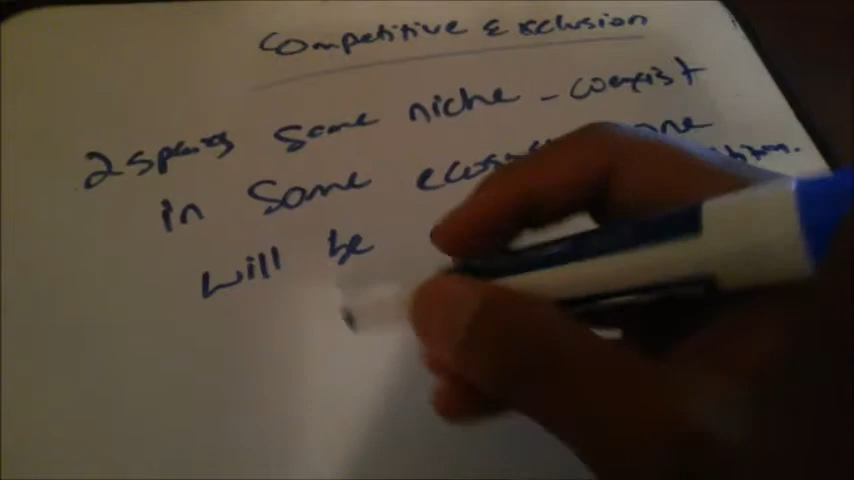 Competitive Exclusion
2 species same niche - coexist
in same
will be